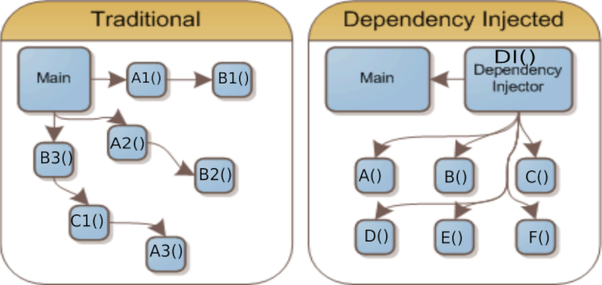 Traditional
Main
A1()
B1()
A2()
B3()
B2()
C1()
A3()
Dependency Injected
Main
DI()
Dependency
Injector
A()
B()
C()
D()
E()
F()